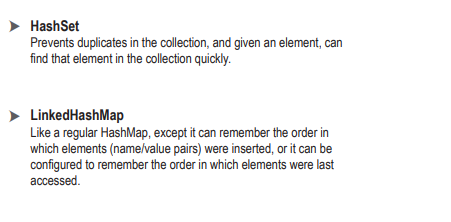 ➤ HashSet
Prevents duplicates in the collection, and given an element, can
find that element in the collection quickly.
➤ LinkedHashMap
Like a regular HashMap, except it can remember the order in
which elements (name/value pairs) were inserted, or it can be
configured to remember the order in which elements were last
accessed.